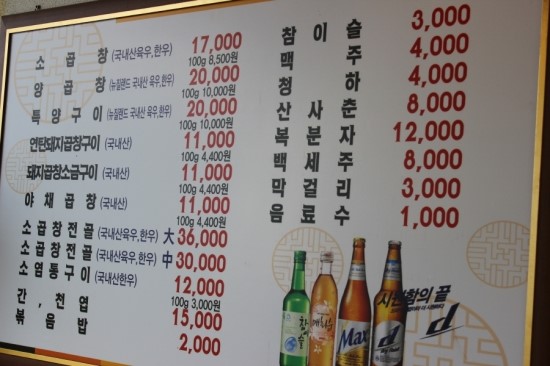 소 곱 창 (국내산육우,한우) 17,000
100g 8,500원
양 곱 창 (뉴질랜드 국내산 육우,한우) 20,000
100g 10,000원
특양구이 (뉴질랜드 국내산 육우,한우) 20,000
100g 10,000원
연탄돼지곱창구이 (국내산) 11,000
100g 4,400원
돼지곱창소금구이 (국내산) 11,000
100g 4,400원
야채곱창 (국내산) 11,000
100g 4,400원
소곱창전골 (국내산육우,한우) 大 36,000
소곱창전골 (국내산육우,한우) 中 30,000
소염통구이 (국내산한우) 12,000
100g 3,000원
간 , 천엽 15,000
볶음밥 2,000
참이슬 3,000
맥주 4,000
청하 4,000
산사춘 8,000
복분자 12,000
백세주 8,000
막걸리 3,000
음료수 1,000
시원함의 끝
d
참이슬
매화수
Max
d